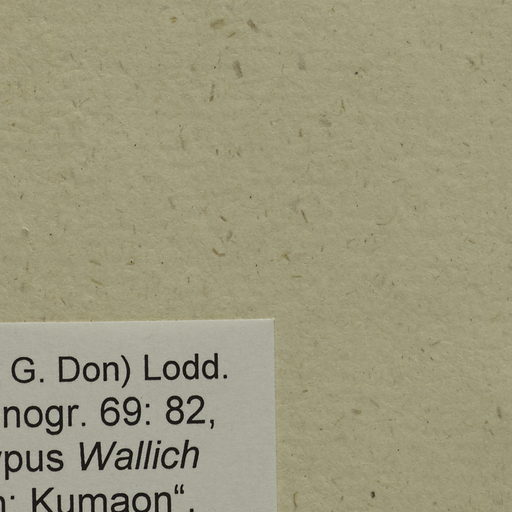 G. Don) Lodd.
nogr. 69: 82,
ypus Wallich
n: Kumaon“.